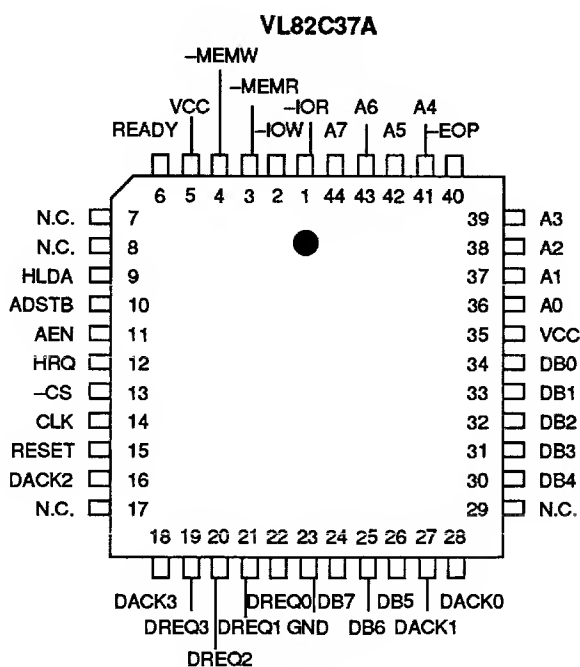 VL82C37A
–MEMW
–MEMR
VCC –IOR A6 A4
READY –IOW A7 A5 –EOP
6 5 4 3 2 1 44 43 42 41 40
N.C. 7 39 A3
N.C. 8 38 A2
HLDA 9 37 A1
ADSTB 10 36 A0
AEN 11 35 VCC
HRQ 12 34 DB0
–CS 13 33 DB1
CLK 14 32 DB2
RESET 15 31 DB3
DACK2 16 30 DB4
N.C. 17 29 N.C.
18 19 20 21 22 23 24 25 26 27 28
DACK3 DREQ0 DB7 DB5 DACK0
DREQ3 DREQ1 GND DB6 DACK1
DREQ2